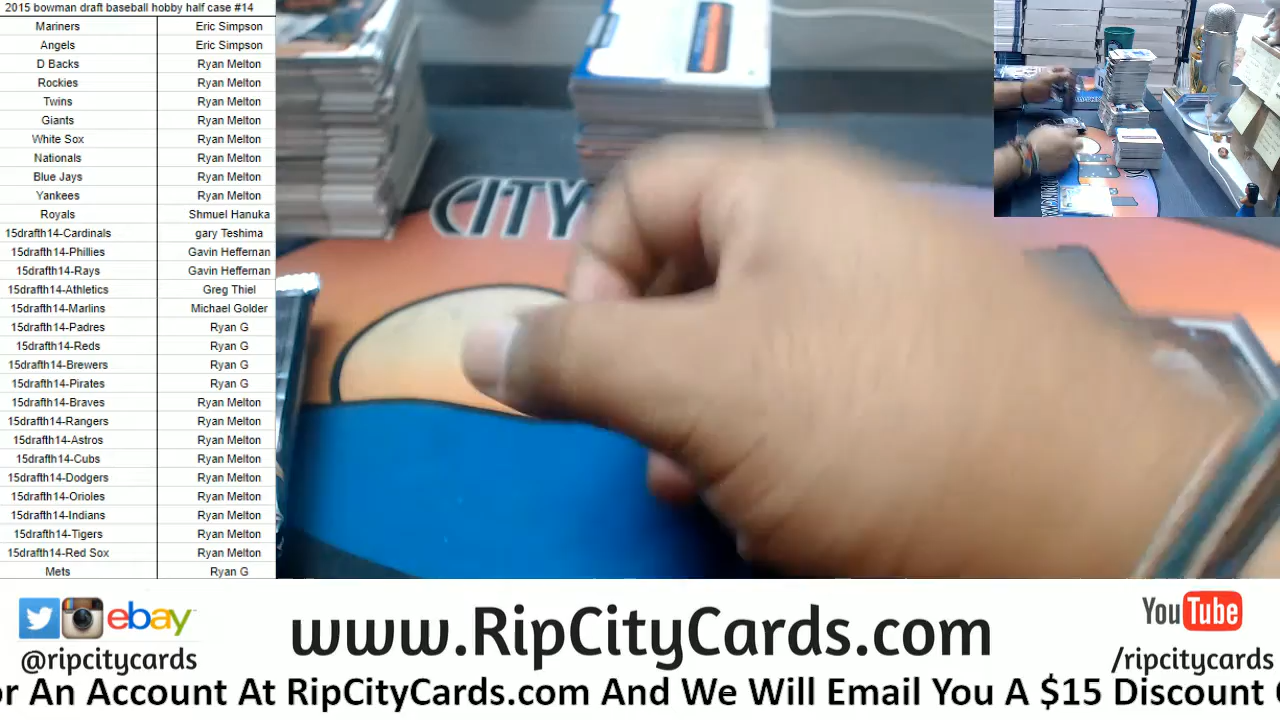 2015 bowman draft baseball hobby half case #14
Mariners Eric Simpson
Angels Eric Simpson
D Backs Ryan Melton
Rockies Ryan Melton
Twins Ryan Melton
Giants Ryan Melton
White Sox Ryan Melton
Nationals Ryan Melton
Blue Jays Ryan Melton
Yankees Ryan Melton
Royals Shmuel Hanuka
15drafth14-Cardinals gary Teshima
15drafth14-Phillies Gavin Heffernan
15drafth14-Rays Gavin Heffernan
15drafth14-Athletics Greg Thiel
15drafth14-Marlins Michael Golder
15drafth14-Padres Ryan G
15drafth14-Reds Ryan G
15drafth14-Brewers Ryan G
15drafth14-Pirates Ryan G
15drafth14-Braves Ryan Melton
15drafth14-Rangers Ryan Melton
15drafth14-Astros Ryan Melton
15drafth14-Cubs Ryan Melton
15drafth14-Dodgers Ryan Melton
15drafth14-Orioles Ryan Melton
15drafth14-Indians Ryan Melton
15drafth14-Tigers Ryan Melton
15drafth14-Red Sox Ryan Melton
Mets Ryan G
CITY
ebay
@ripcitycards
www.RipCityCards.com
YouTube
/ripcitycards
or An Account At RipCityCards.com And We Will Email You A $15 Discount